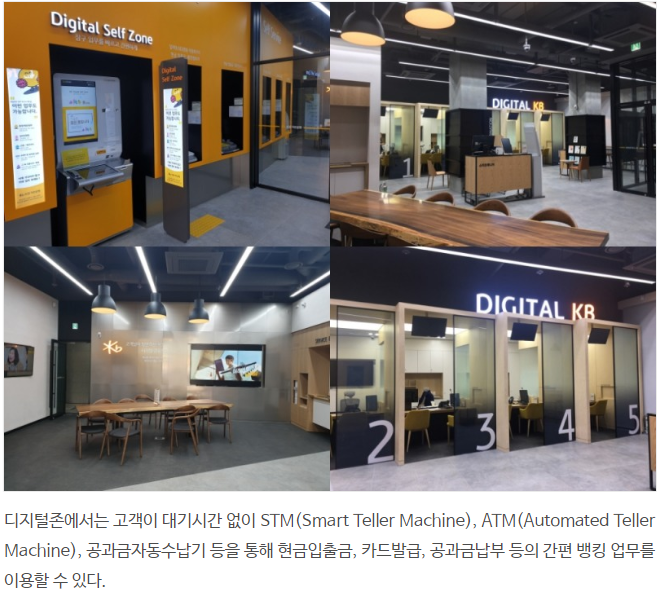 Digital Self Zone
Digital
Self Zone
DIGITAL KB
1
Kb
DIGITAL KB
2
3
4
5
디지털존에서는 고객이 대기시간 없이 STM(Smart Teller Machine), ATM(Automated Teller
Machine), 공과금자동수납기 등을 통해 현금입출금, 카드발급, 공과금납부 등의 간편 뱅킹 업무를
이용할 수 있다.